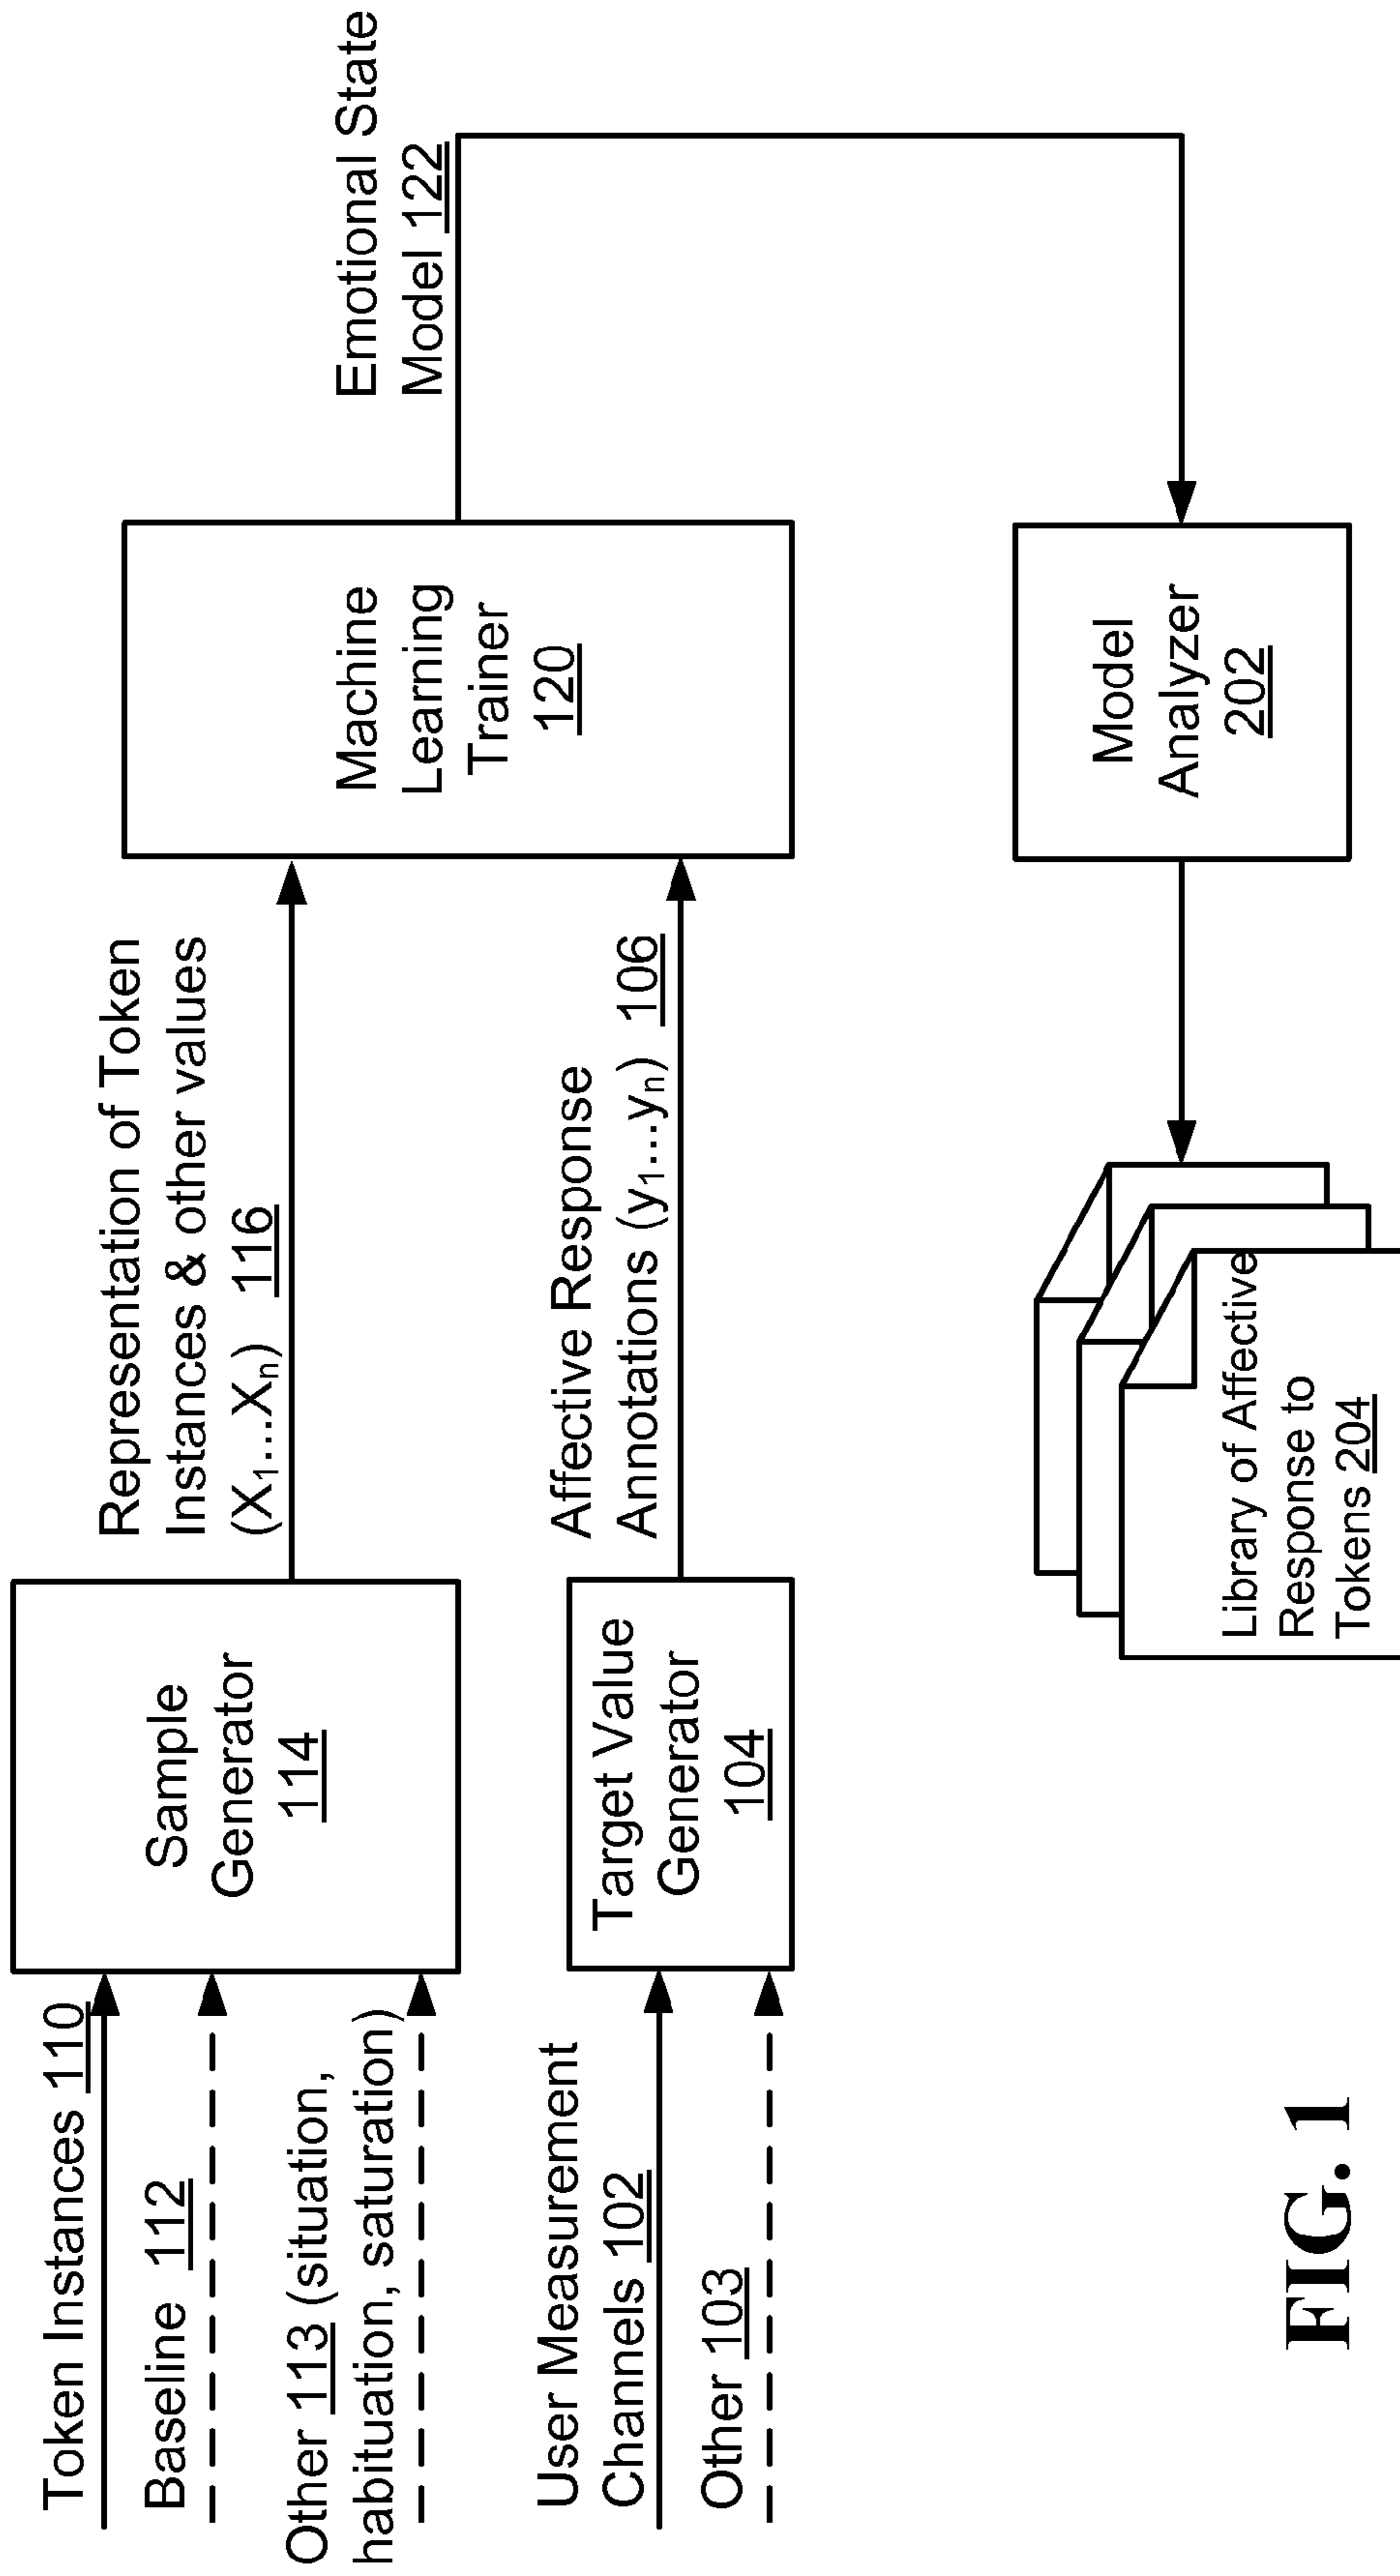 Token Instances 110
Baseline 112
Other 113 (situation,
habituation, saturation)
Sample
Generator
114
Representation of Token
Instances & other values
(X₁...Xₙ) 116
User Measurement
Channels 102
Other 103
Target Value
Generator
104
Affective Response
Annotations (y₁...yₙ) 106
Machine
Learning
Trainer
120
Emotional State
Model 122
Model
Analyzer
202
Library of Affective
Response to
Tokens 204
FIG. 1